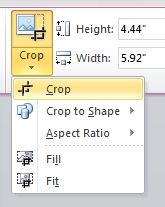 Height: 4.44"
Crop
Width: 5.92"
Crop
Crop to Shape
Aspect Ratio
Fill
Fit